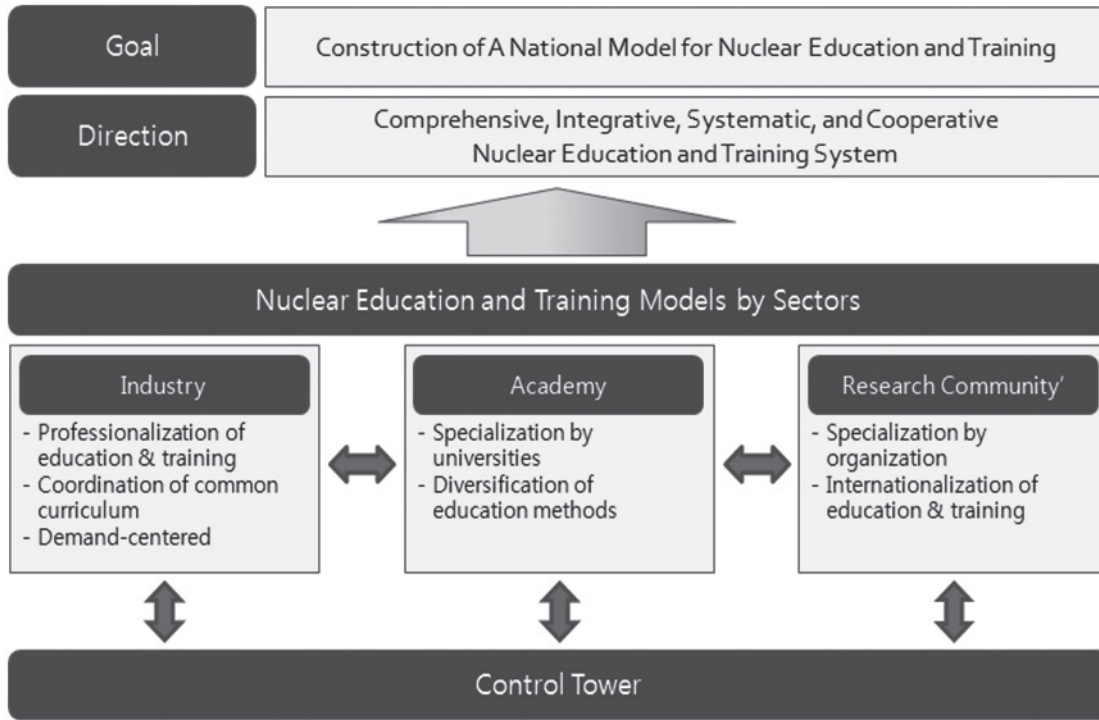 Goal
Construction of A National Model for Nuclear Education and Training
Direction
Comprehensive, Integrative, Systematic, and Cooperative
Nuclear Education and Training System
Nuclear Education and Training Models by Sectors
Industry
- Professionalization of
education & training
- Coordination of common
curriculum
- Demand-centered
Academy
- Specialization by
universities
- Diversification of
education methods
Research Community'
- Specialization by
organization
- Internationalization of
education & training
Control Tower